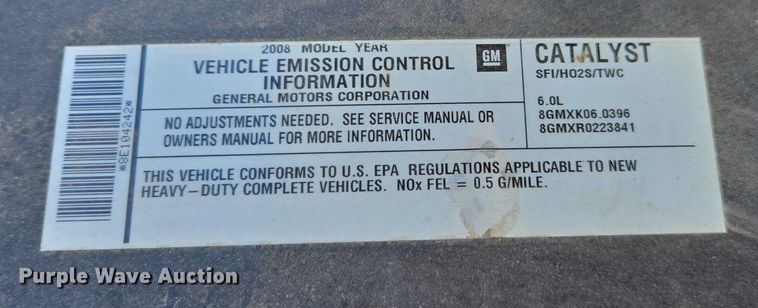 2008 MODEL YEAR
VEHICLE EMISSION CONTROL
INFORMATION
GENERAL MOTORS CORPORATION
GM
CATALYST
SFI/HO2S/TWC
6.0L
8GMXK06.0396
8GMXR0223841
NO ADJUSTMENTS NEEDED. SEE SERVICE MANUAL OR
OWNERS MANUAL FOR MORE INFORMATION.
THIS VEHICLE CONFORMS TO U.S. EPA REGULATIONS APPLICABLE TO NEW
HEAVY-DUTY COMPLETE VEHICLES. NOx FEL = 0.5 G/MILE.
*8E104242*
Purple Wave Auction